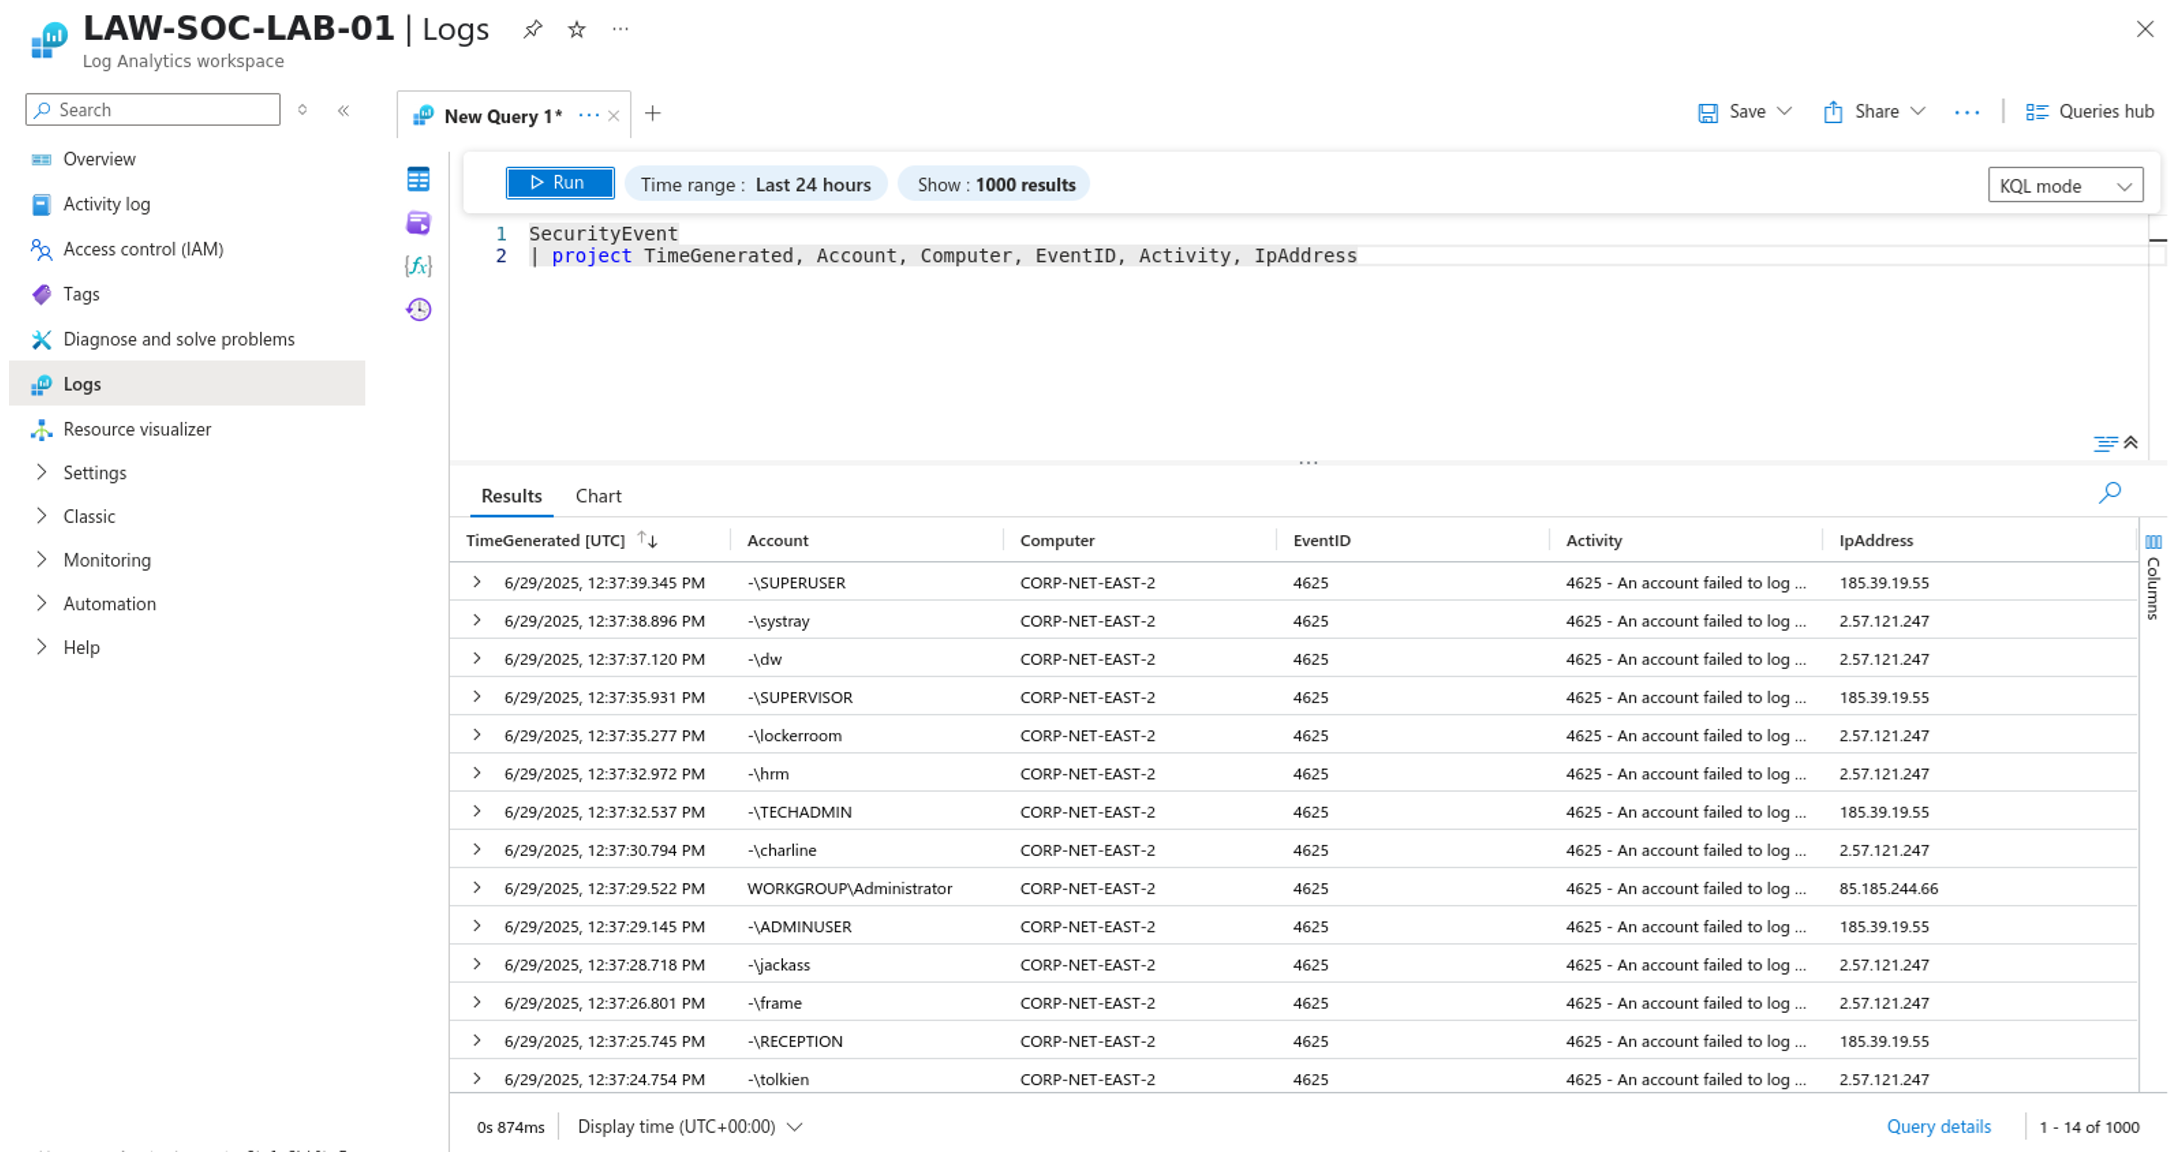 LAW-SOC-LAB-01 | Logs
Log Analytics workspace
Search
Overview
Activity log
Access control (IAM)
Tags
Diagnose and solve problems
Logs
Resource visualizer
Settings
Classic
Monitoring
Automation
Help
New Query 1*
Save
Share
Queries hub
Run
Time range : Last 24 hours
Show : 1000 results
KQL mode
1 SecurityEvent
2 | project TimeGenerated, Account, Computer, EventID, Activity, IpAddress
Results Chart
TimeGenerated [UTC] Account Computer EventID Activity IpAddress
6/29/2025, 12:37:39.345 PM -\SUPERUSER CORP-NET-EAST-2 4625 4625 - An account failed to log ... 185.39.19.55
6/29/2025, 12:37:38.896 PM -\systray CORP-NET-EAST-2 4625 4625 - An account failed to log ... 2.57.121.247
6/29/2025, 12:37:37.120 PM -\dw CORP-NET-EAST-2 4625 4625 - An account failed to log ... 2.57.121.247
6/29/2025, 12:37:35.931 PM -\SUPERVISOR CORP-NET-EAST-2 4625 4625 - An account failed to log ... 185.39.19.55
6/29/2025, 12:37:35.277 PM -\lockerroom CORP-NET-EAST-2 4625 4625 - An account failed to log ... 2.57.121.247
6/29/2025, 12:37:32.972 PM -\hrm CORP-NET-EAST-2 4625 4625 - An account failed to log ... 2.57.121.247
6/29/2025, 12:37:32.537 PM -\TECHADMIN CORP-NET-EAST-2 4625 4625 - An account failed to log ... 185.39.19.55
6/29/2025, 12:37:30.794 PM -\charline CORP-NET-EAST-2 4625 4625 - An account failed to log ... 2.57.121.247
6/29/2025, 12:37:29.522 PM WORKGROUP\Administrator CORP-NET-EAST-2 4625 4625 - An account failed to log ... 85.185.244.66
6/29/2025, 12:37:29.145 PM -\ADMINUSER CORP-NET-EAST-2 4625 4625 - An account failed to log ... 185.39.19.55
6/29/2025, 12:37:28.718 PM -\jackass CORP-NET-EAST-2 4625 4625 - An account failed to log ... 2.57.121.247
6/29/2025, 12:37:26.801 PM -\frame CORP-NET-EAST-2 4625 4625 - An account failed to log ... 2.57.121.247
6/29/2025, 12:37:25.745 PM -\RECEPTION CORP-NET-EAST-2 4625 4625 - An account failed to log ... 185.39.19.55
6/29/2025, 12:37:24.754 PM -\tolkien CORP-NET-EAST-2 4625 4625 - An account failed to log ... 2.57.121.247
Columns
0s 874ms
Display time (UTC+00:00)
Query details
1 - 14 of 1000